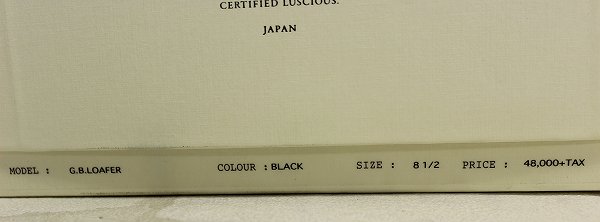 CERTIFIED LUSCIOUS.
JAPAN
MODEL : G.B.LOAFER COLOUR : BLACK SIZE : 8 1/2 PRICE : 48,000+TAX